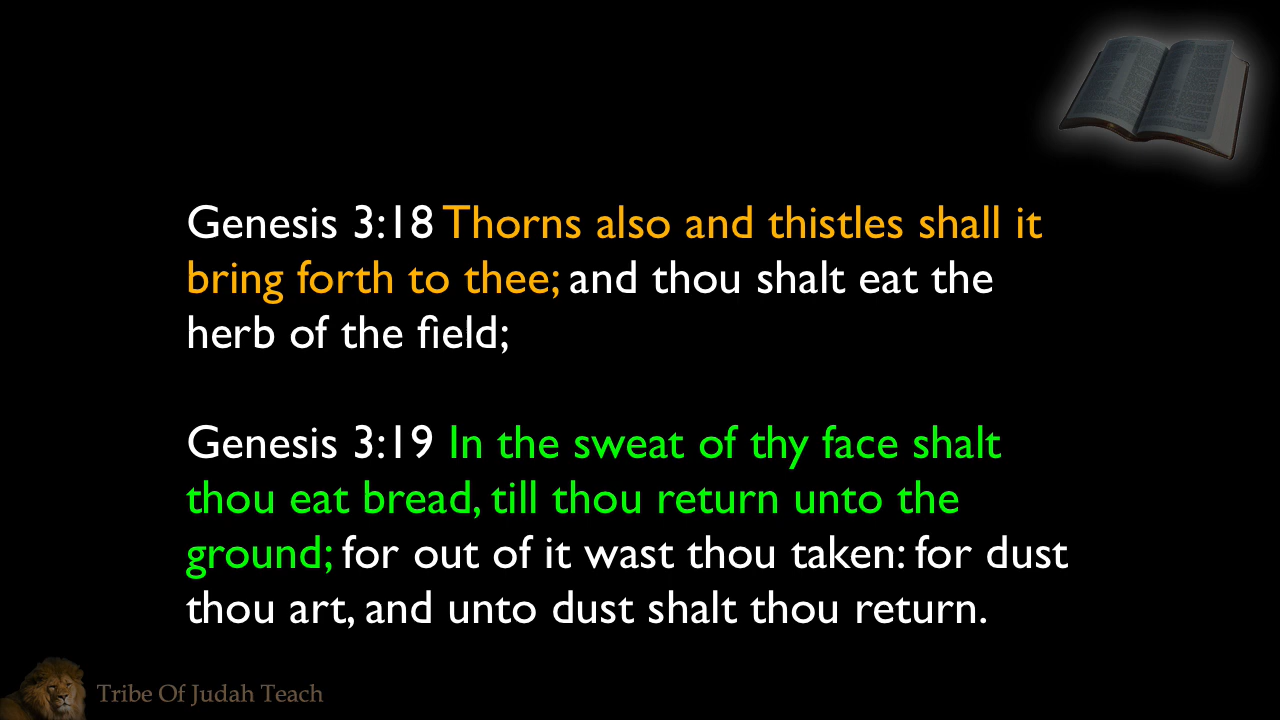 Genesis 3:18 Thorns also and thistles shall it
bring forth to thee; and thou shalt eat the
herb of the field;
Genesis 3:19 In the sweat of thy face shalt
thou eat bread, till thou return unto the
ground; for out of it wast thou taken: for dust
thou art, and unto dust shalt thou return.
Tribe Of Judah Teach